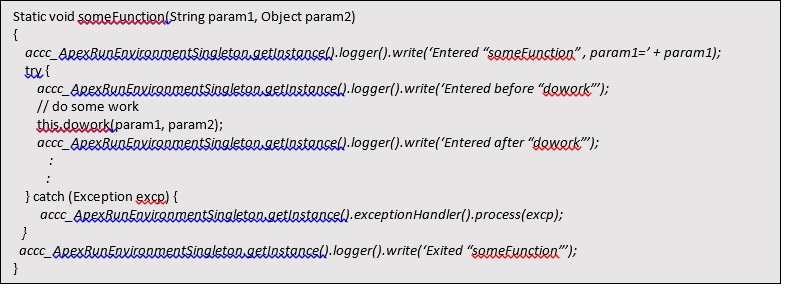 Static void someFunction(String param1, Object param2)
{
accc_ApexRunEnvironmentSingleton.getInstance().logger().write(‘Entered “someFunction” , param1=’ + param1);
try {
accc_ApexRunEnvironmentSingleton.getInstance().logger().write(‘Entered before “dowork”’);
// do some work
this.dowork(param1, param2);
accc_ApexRunEnvironmentSingleton.getInstance().logger().write(‘Entered after “dowork”’);
:
:
} catch (Exception excp) {
accc_ApexRunEnvironmentSingleton.getInstance().exceptionHandler().process(excp);
}
accc_ApexRunEnvironmentSingleton.getInstance().logger().write(‘Exited “someFunction”’);
}